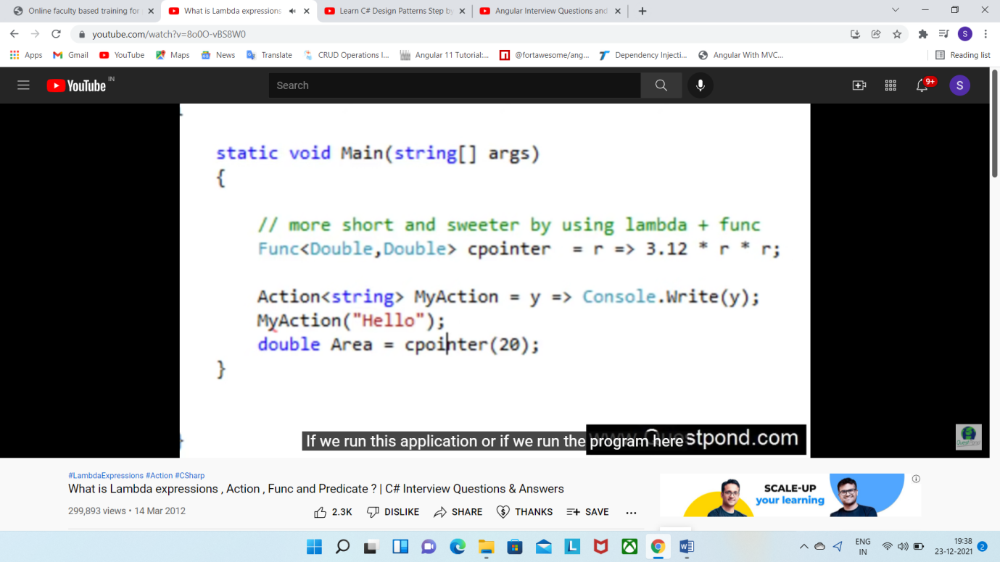 Online faculty based training for
What is Lambda expressions
Learn C# Design Patterns Step by
Angular Interview Questions and
youtube.com/watch?v=8o0O-vBS8W0
S
Apps
Gmail
YouTube
Maps
News
Translate
CRUD Operations I...
Angular 11 Tutorial:...
@fortawesome/ang...
Dependency Injecti...
Angular With MVC...
Reading list
YouTube IN
Search
9+
S
static void Main(string[] args)
{
// more short and sweeter by using lambda + func
Func<Double,Double> cpointer = r => 3.12 * r * r;
Action<string> MyAction = y => Console.Write(y);
MyAction("Hello");
double Area = cpointer(20);
}
}
If we run this application or if we run the program here
stpond.com
#LambdaExpressions #Action #CSharp
What is Lambda expressions , Action , Func and Predicate ? | C# Interview Questions & Answers
299,893 views • 14 Mar 2012
2.3K
DISLIKE
SHARE
THANKS
SAVE
SCALE-UP
your learning
ENG
IN
19:38
23-12-2021
2